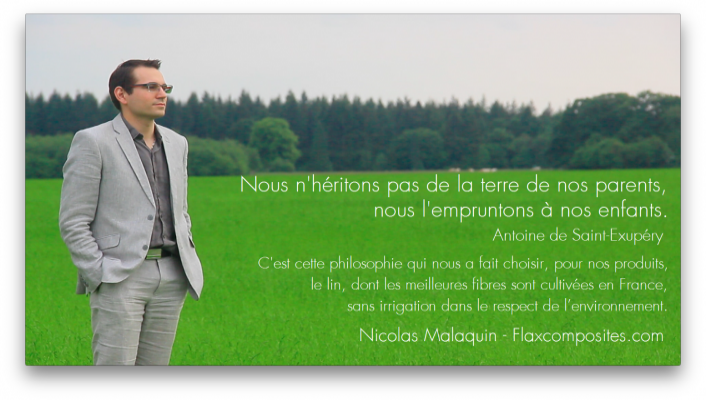 Nous n'héritons pas de la terre de nos parents,
nous l'empruntons à nos enfants.
Antoine de Saint-Exupéry
C'est cette philosophie qui nous a fait choisir, pour nos produits,
le lin, dont les meilleures fibres sont cultivées en France,
sans irrigation dans le respect de l’environnement.
Nicolas Malaquin - Flaxcomposites.com